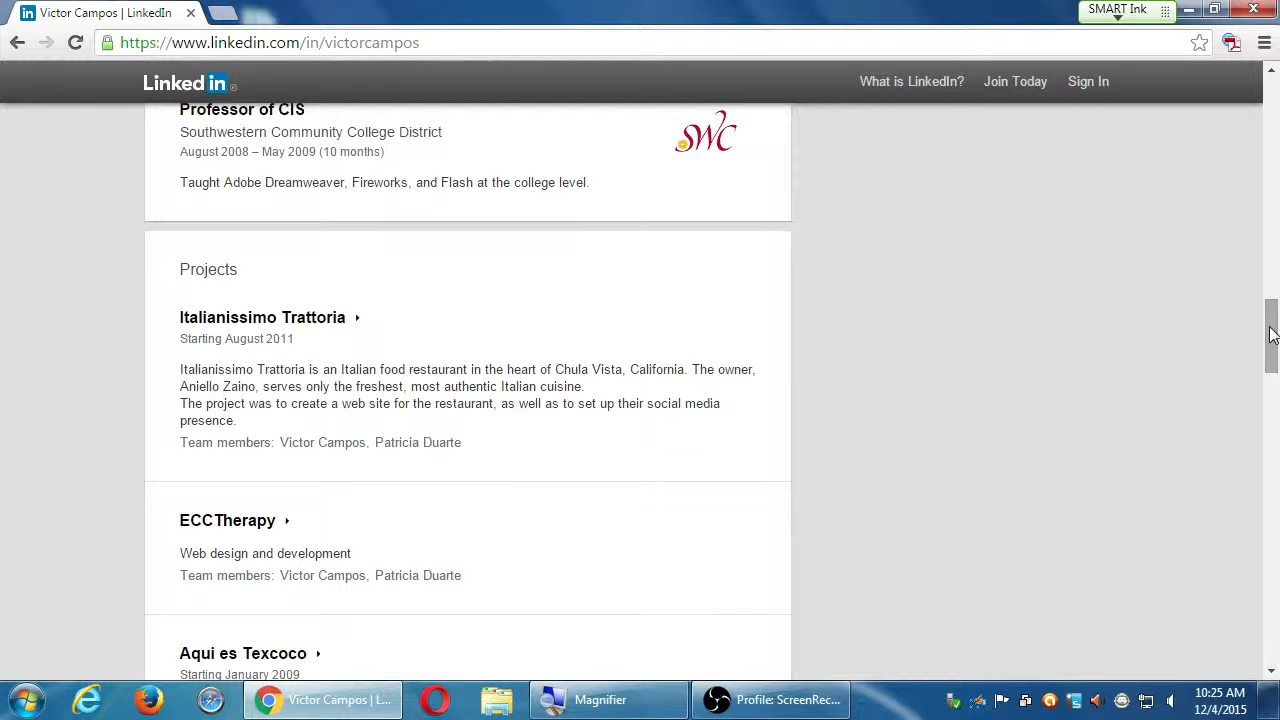 Victor Campos | LinkedIn
SMART Ink
https://www.linkedin.com/in/victorcampos
Linked in
What is LinkedIn?
Join Today
Sign In
Professor of CIS
Southwestern Community College District
August 2008 – May 2009 (10 months)
SWC
Taught Adobe Dreamweaver, Fireworks, and Flash at the college level.
Projects
Italianissimo Trattoria
Starting August 2011
Italianissimo Trattoria is an Italian food restaurant in the heart of Chula Vista, California. The owner,
Aniello Zaino, serves only the freshest, most authentic Italian cuisine.
The project was to create a web site for the restaurant, as well as to set up their social media
presence.
Team members: Victor Campos, Patricia Duarte
ECCTherapy
Web design and development
Team members: Victor Campos, Patricia Duarte
Aqui es Texcoco
Starting January 2009
Victor Campos | L...
Magnifier
Profile: ScreenRec...
10:25 AM
12/4/2015